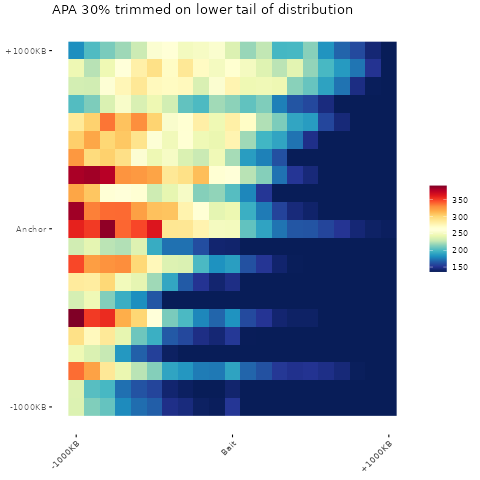 APA 30% trimmed on lower tail of distribution
+1000KB
Anchor
-1000KB
-1000KB
Bait
+1000KB
350
300
250
200
150